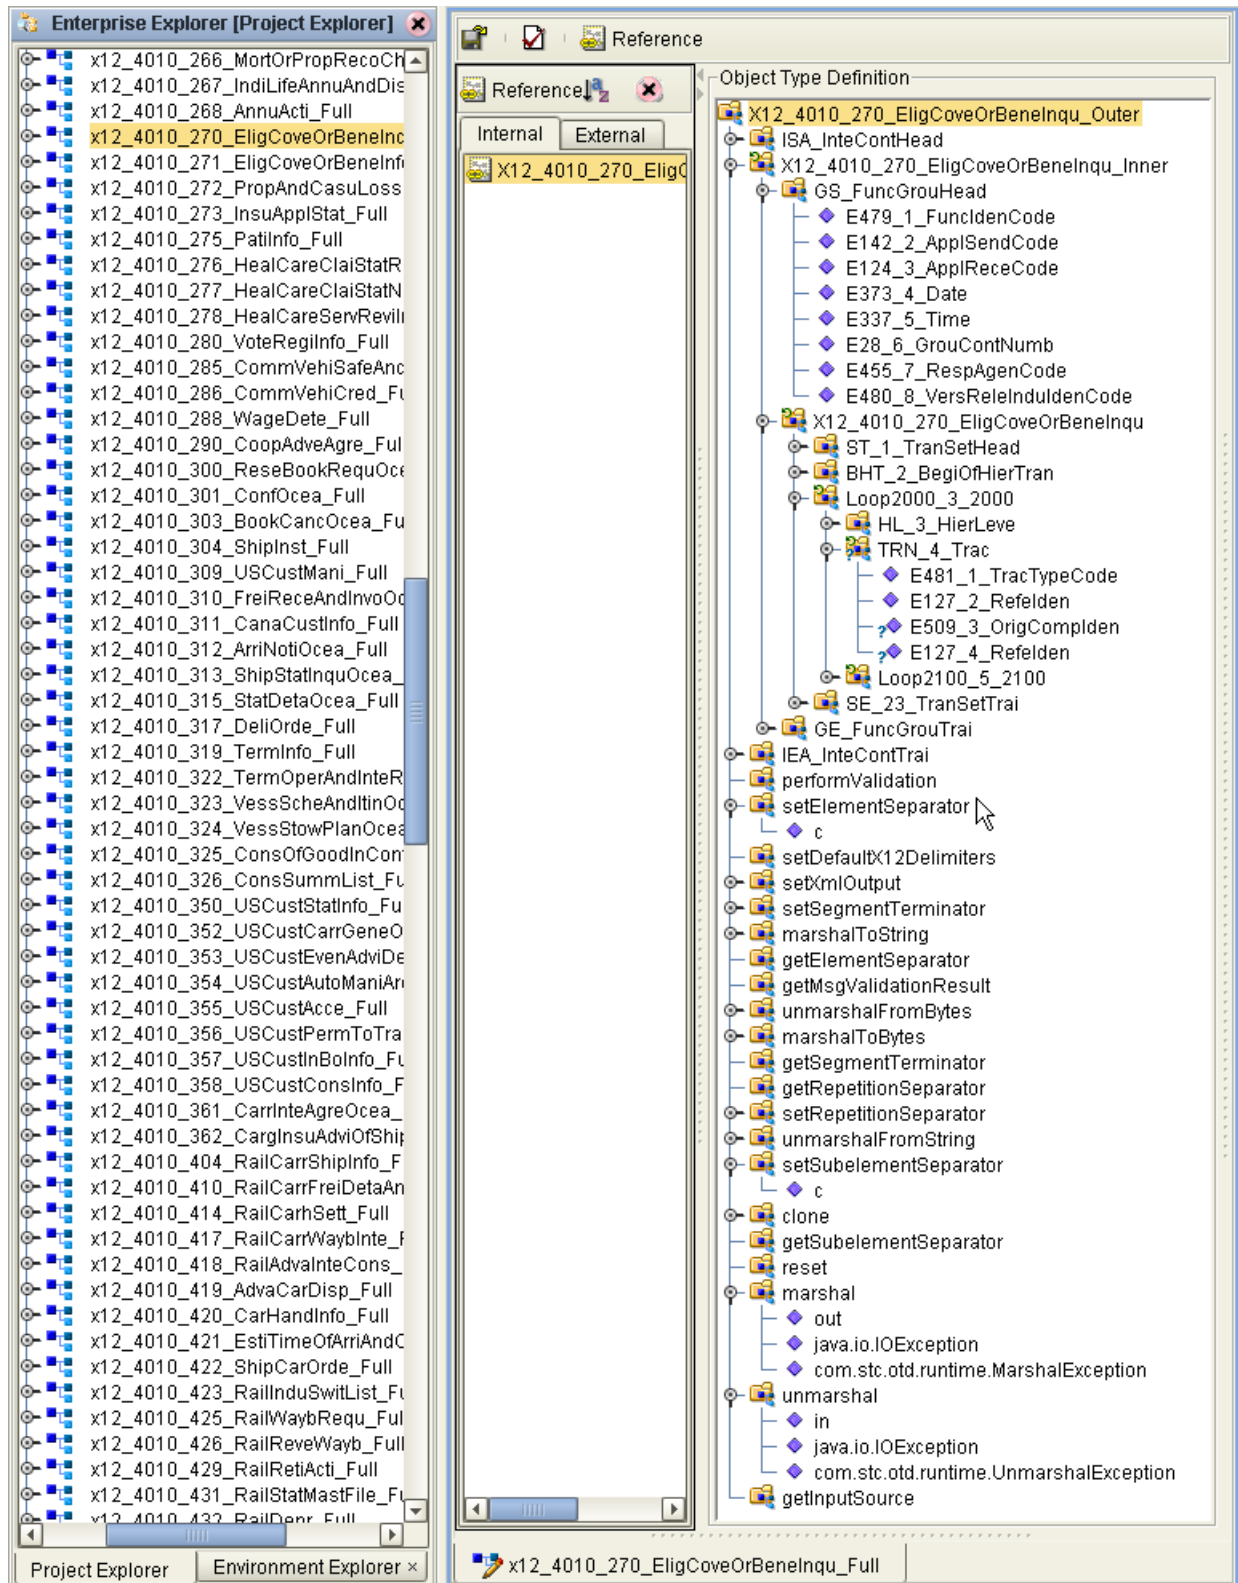 Enterprise Explorer [Project Explorer]
x12_4010_266_MortOrPropRecoCh
x12_4010_267_IndiLifeAnnuAndDis
x12_4010_268_AnnuActi_Full
x12_4010_270_EligCoveOrBeneInc
x12_4010_271_EligCoveOrBeneInfo
x12_4010_272_PropAndCasuLoss
x12_4010_273_InsuApplStat_Full
x12_4010_275_PatiInfo_Full
x12_4010_276_HealCareClaiStatR
x12_4010_277_HealCareClaiStatN
x12_4010_278_HealCareServReviI
x12_4010_280_VoteRegiInfo_Full
x12_4010_285_CommVehiSafeAnc
x12_4010_286_CommVehiCred_Fu
x12_4010_288_WageDete_Full
x12_4010_290_CoopAdveAgre_Ful
x12_4010_300_ReseBookRequOce
x12_4010_301_ConfOcea_Full
x12_4010_303_BookCancOcea_Fu
x12_4010_304_ShipInst_Full
x12_4010_309_USCustMani_Full
x12_4010_310_FreiReceAndInvoOc
x12_4010_311_CanaCustInfo_Full
x12_4010_312_ArriNotiOcea_Full
x12_4010_313_ShipStatInquOcea_
x12_4010_315_StatDetaOcea_Full
x12_4010_317_DeliOrde_Full
x12_4010_319_TermInfo_Full
x12_4010_322_TermOperAndInteR
x12_4010_323_VessScheAndItinOc
x12_4010_324_VessStowPlanOcea
x12_4010_325_ConsOfGoodInCon
x12_4010_326_ConsSummList_Fu
x12_4010_350_USCustStatInfo_Fu
x12_4010_352_USCustCarrGeneO
x12_4010_353_USCustEvenAdviDe
x12_4010_354_USCustAutoManiAr
x12_4010_355_USCustAcce_Full
x12_4010_356_USCustPermToTra
x12_4010_357_USCustInBoInfo_Fu
x12_4010_358_USCustConsInfo_F
x12_4010_361_CarrInteAgreOcea_
x12_4010_362_CargInsuAdviOfShip
x12_4010_404_RailCarrShipInfo_F
x12_4010_410_RailCarrFreiDetaAn
x12_4010_414_RailCarhSett_Full
x12_4010_417_RailCarrWaybInte_F
x12_4010_418_RailAdvaInteCons_
x12_4010_419_AdvaCarDisp_Full
x12_4010_420_CarHandInfo_Full
x12_4010_421_EstiTimeOfArriAndC
x12_4010_422_ShipCarOrde_Full
x12_4010_423_RailInduSwitList_Fu
x12_4010_425_RailWaybRequ_Ful
x12_4010_426_RailReveWayb_Full
x12_4010_429_RailRetiActi_Full
x12_4010_431_RailStatMastFile_Fu
x12_4010_432_RailDepr_Full
Project Explorer
Environment Explorer ×
Reference
Reference
Internal
External
X12_4010_270_EligC
Object Type Definition
X12_4010_270_EligCoveOrBeneInqu_Outer
ISA_InteContHead
X12_4010_270_EligCoveOrBeneInqu_Inner
GS_FuncGrouHead
E479_1_FuncIdenCode
E142_2_ApplSendCode
E124_3_ApplReceCode
E373_4_Date
E337_5_Time
E28_6_GrouContNumb
E455_7_RespAgenCode
E480_8_VersReleInduIdenCode
X12_4010_270_EligCoveOrBeneInqu
ST_1_TranSetHead
BHT_2_BegiOfHierTran
Loop2000_3_2000
HL_3_HierLeve
TRN_4_Trac
E481_1_TracTypeCode
E127_2_RefeIden
E509_3_OrigCompIden
E127_4_RefeIden
Loop2100_5_2100
SE_23_TranSetTrai
GE_FuncGrouTrai
IEA_InteContTrai
performValidation
setElementSeparator
c
setDefaultX12Delimiters
setXmlOutput
setSegmentTerminator
marshalToString
getElementSeparator
getMsgValidationResult
unmarshalFromBytes
marshalToBytes
getSegmentTerminator
getRepetitionSeparator
setRepetitionSeparator
unmarshalFromString
setSubelementSeparator
c
clone
getSubelementSeparator
reset
marshal
out
java.io.IOException
com.stc.otd.runtime.MarshalException
unmarshal
in
java.io.IOException
com.stc.otd.runtime.UnmarshalException
getInputSource
x12_4010_270_EligCoveOrBeneInqu_Full